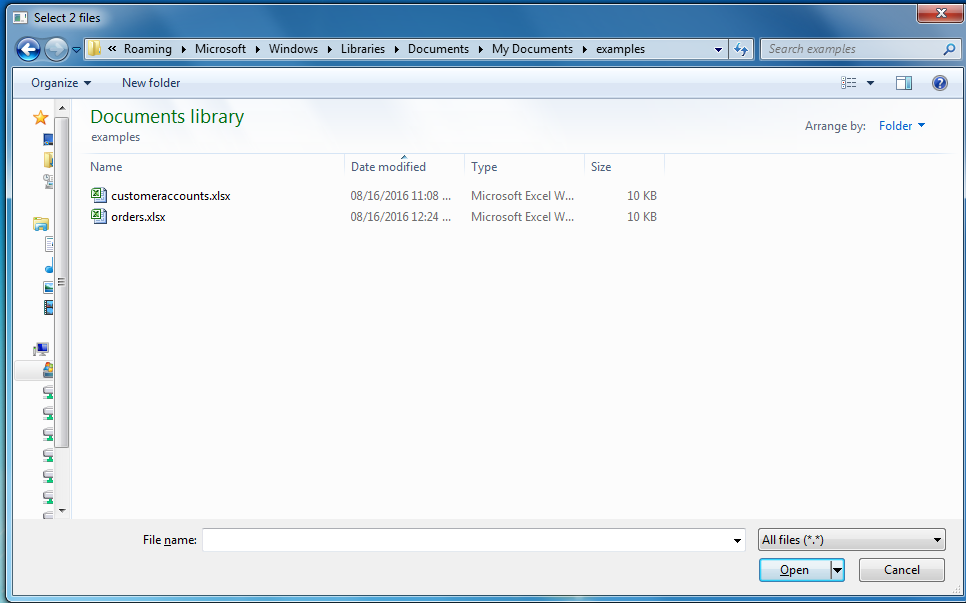 Select 2 files
« Roaming Microsoft Windows Libraries Documents My Documents examples Search examples
Organize New folder
Documents library
examples
Arrange by: Folder
Name Date modified Type Size
customeraccounts.xlsx 08/16/2016 11:08 ... Microsoft Excel W... 10 KB
orders.xlsx 08/16/2016 12:24 ... Microsoft Excel W... 10 KB
File name: All files (*.*)
Open Cancel